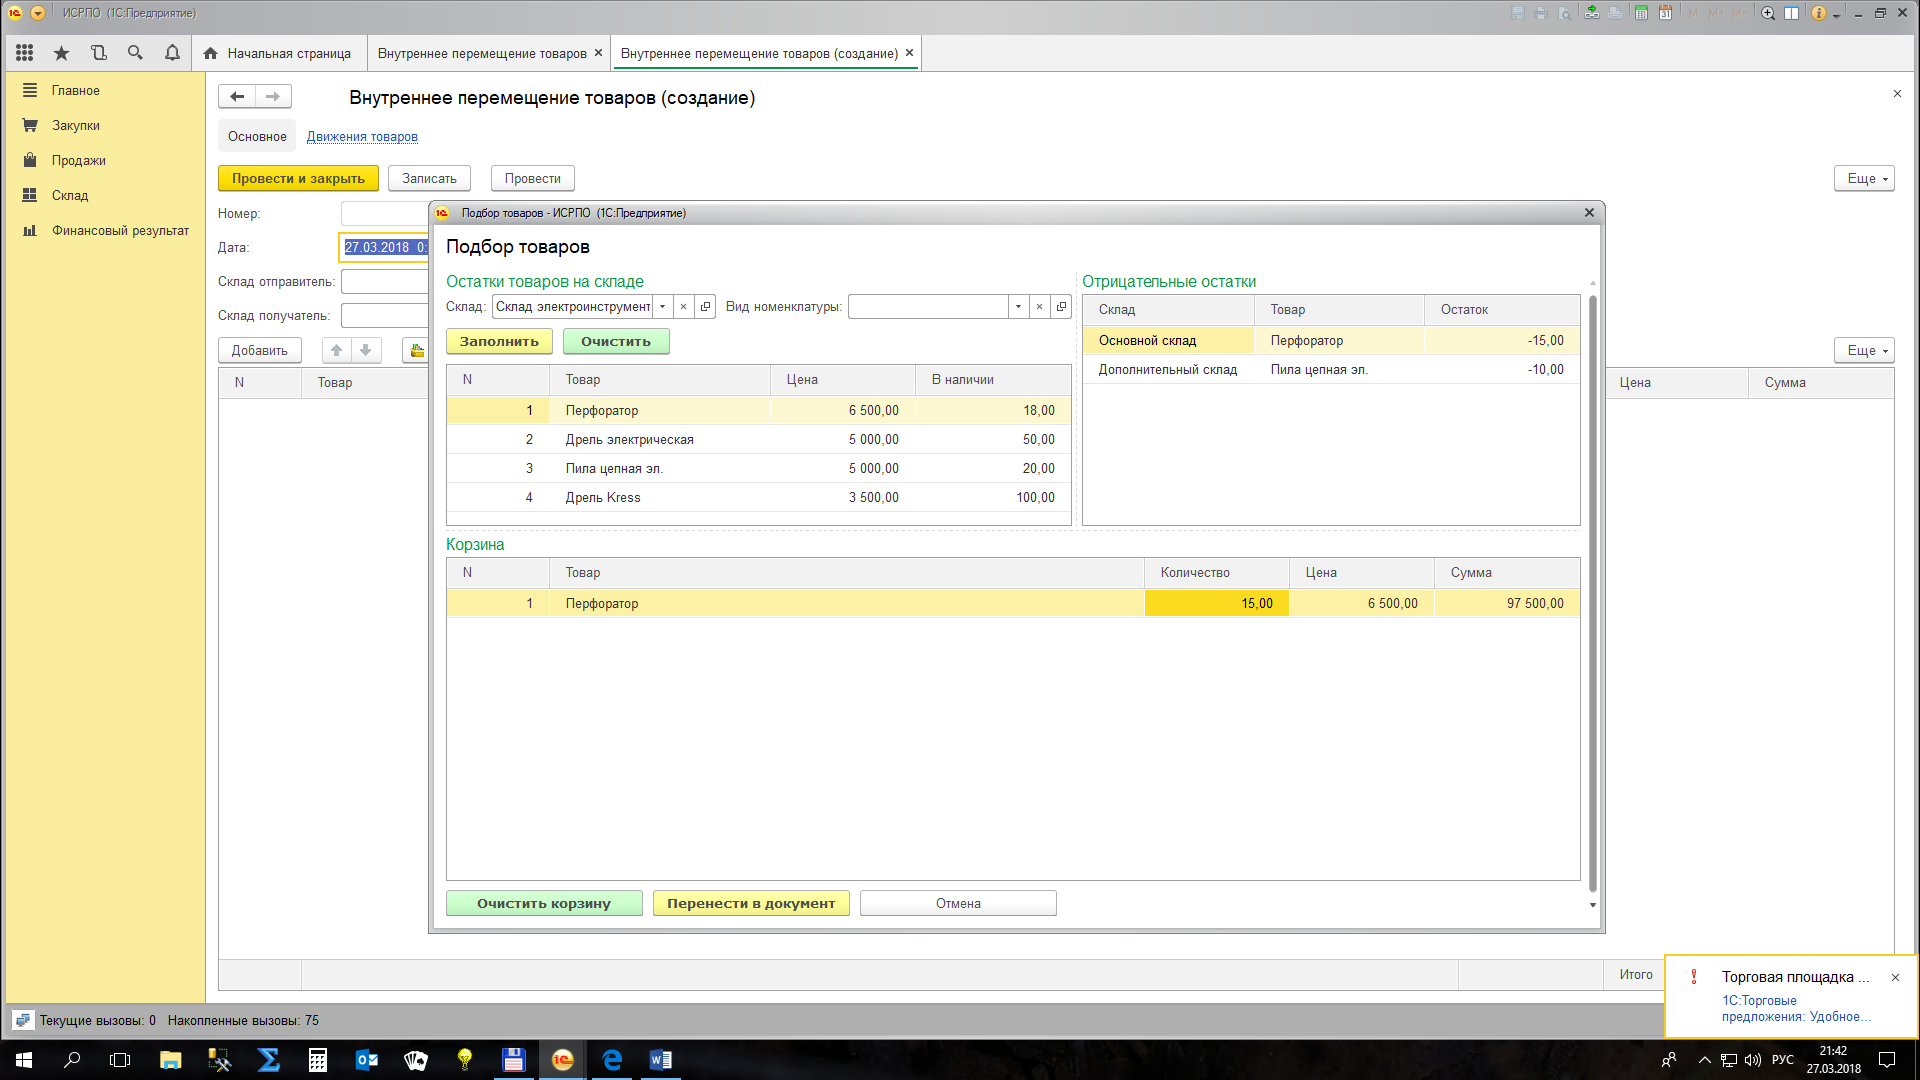 ИСРПО (1С:Предприятие)
M M+ M-
Начальная страница
Внутреннее перемещение товаров ×
Внутреннее перемещение товаров (создание) ×
Главное
Закупки
Продажи
Склад
Финансовый результат
Внутреннее перемещение товаров (создание)
Основное Движения товаров
Провести и закрыть Записать Провести Еще
Номер:
Дата: 27.03.2018 0:
Склад отправитель:
Склад получатель:
Добавить Еще
N Товар Цена Сумма
Подбор товаров - ИСРПО (1С:Предприятие)
Подбор товаров
Остатки товаров на складе
Склад: Склад электроинструмент Вид номенклатуры:
Заполнить Очистить
N Товар Цена В наличии
1 Перфоратор 6 500,00 18,00
2 Дрель электрическая 5 000,00 50,00
3 Пила цепная эл. 5 000,00 20,00
4 Дрель Kress 3 500,00 100,00
Отрицательные остатки
Склад Товар Остаток
Основной склад Перфоратор -15,00
Дополнительный склад Пила цепная эл. -10,00
Корзина
N Товар Количество Цена Сумма
1 Перфоратор 15,00 6 500,00 97 500,00
Очистить корзину Перенести в документ Отмена
Итого
Торговая площадка ...
1С:Торговые
предложения: Удобное...
Текущие вызовы: 0 Накопленные вызовы: 75
РУС
21:42
27.03.2018